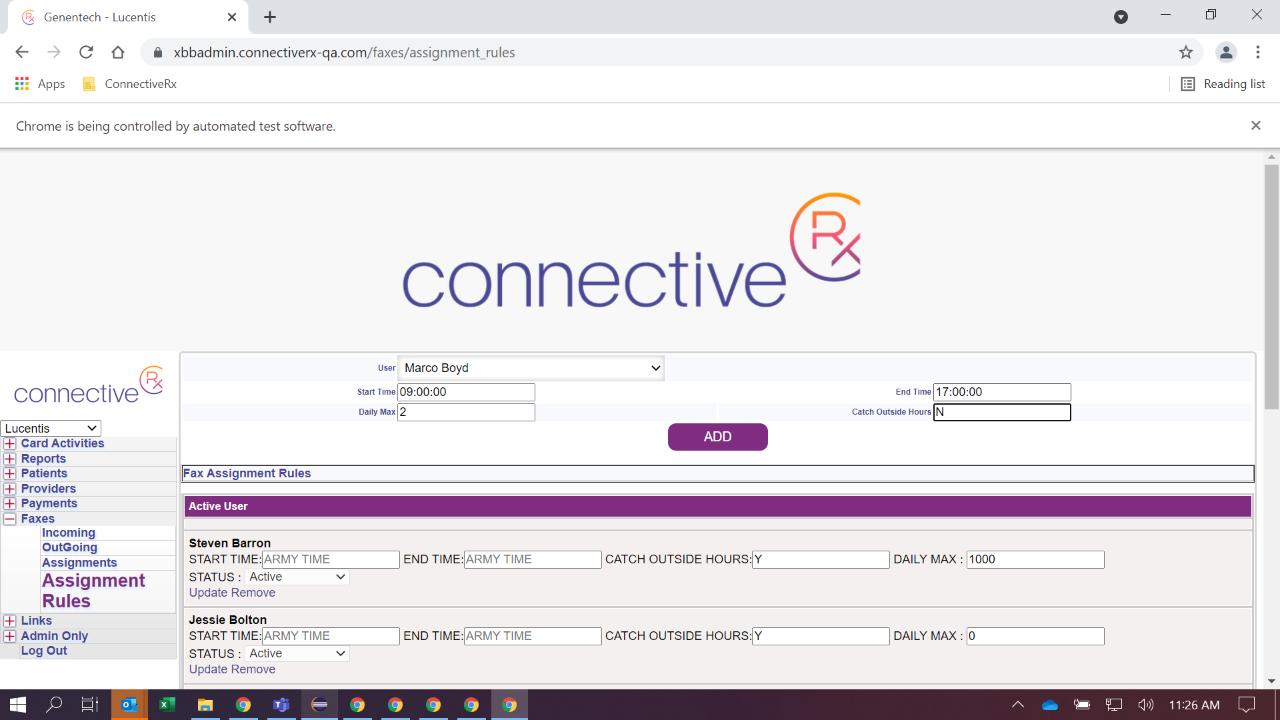 Genentech - Lucentis
xbbadmin.connectiverx-qa.com/faxes/assignment_rules
Apps ConnectiveRx Reading list
Chrome is being controlled by automated test software.
connective Rx
connective Rx
User Marco Boyd
Start Time 09:00:00 End Time 17:00:00
Daily Max 2 Catch Outside Hours N
ADD
Lucentis
Card Activities
Reports
Patients
Providers
Payments
Faxes
Incoming
OutGoing
Assignments
Assignment
Rules
Links
Admin Only
Log Out
Fax Assignment Rules
Active User
Steven Barron
START TIME: ARMY TIME END TIME: ARMY TIME CATCH OUTSIDE HOURS: Y DAILY MAX : 1000
STATUS : Active
Update Remove
Jessie Bolton
START TIME: ARMY TIME END TIME: ARMY TIME CATCH OUTSIDE HOURS: Y DAILY MAX : 0
STATUS : Active
Update Remove
11:26 AM